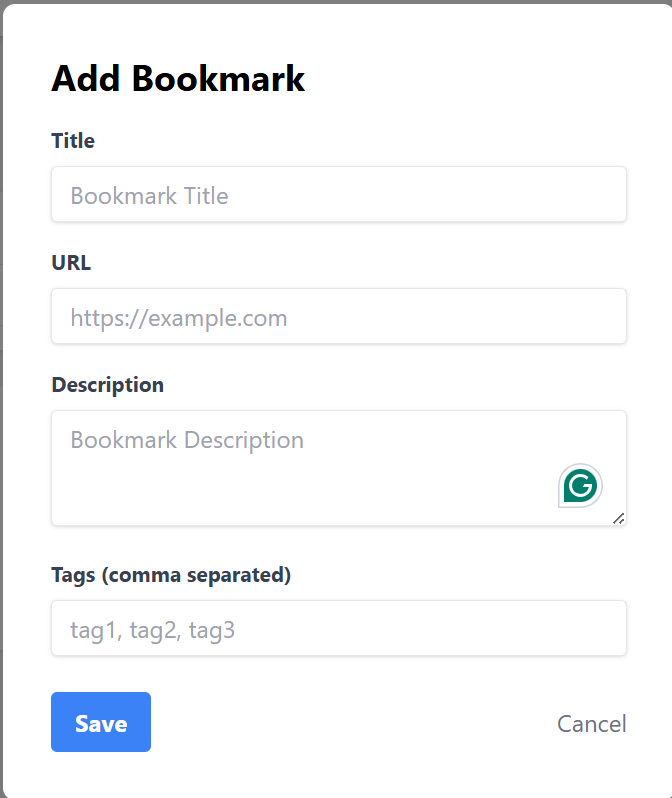 Add Bookmark
Title
Bookmark Title
URL
https://example.com
Description
Bookmark Description
G
Tags (comma separated)
tag1, tag2, tag3
Save Cancel